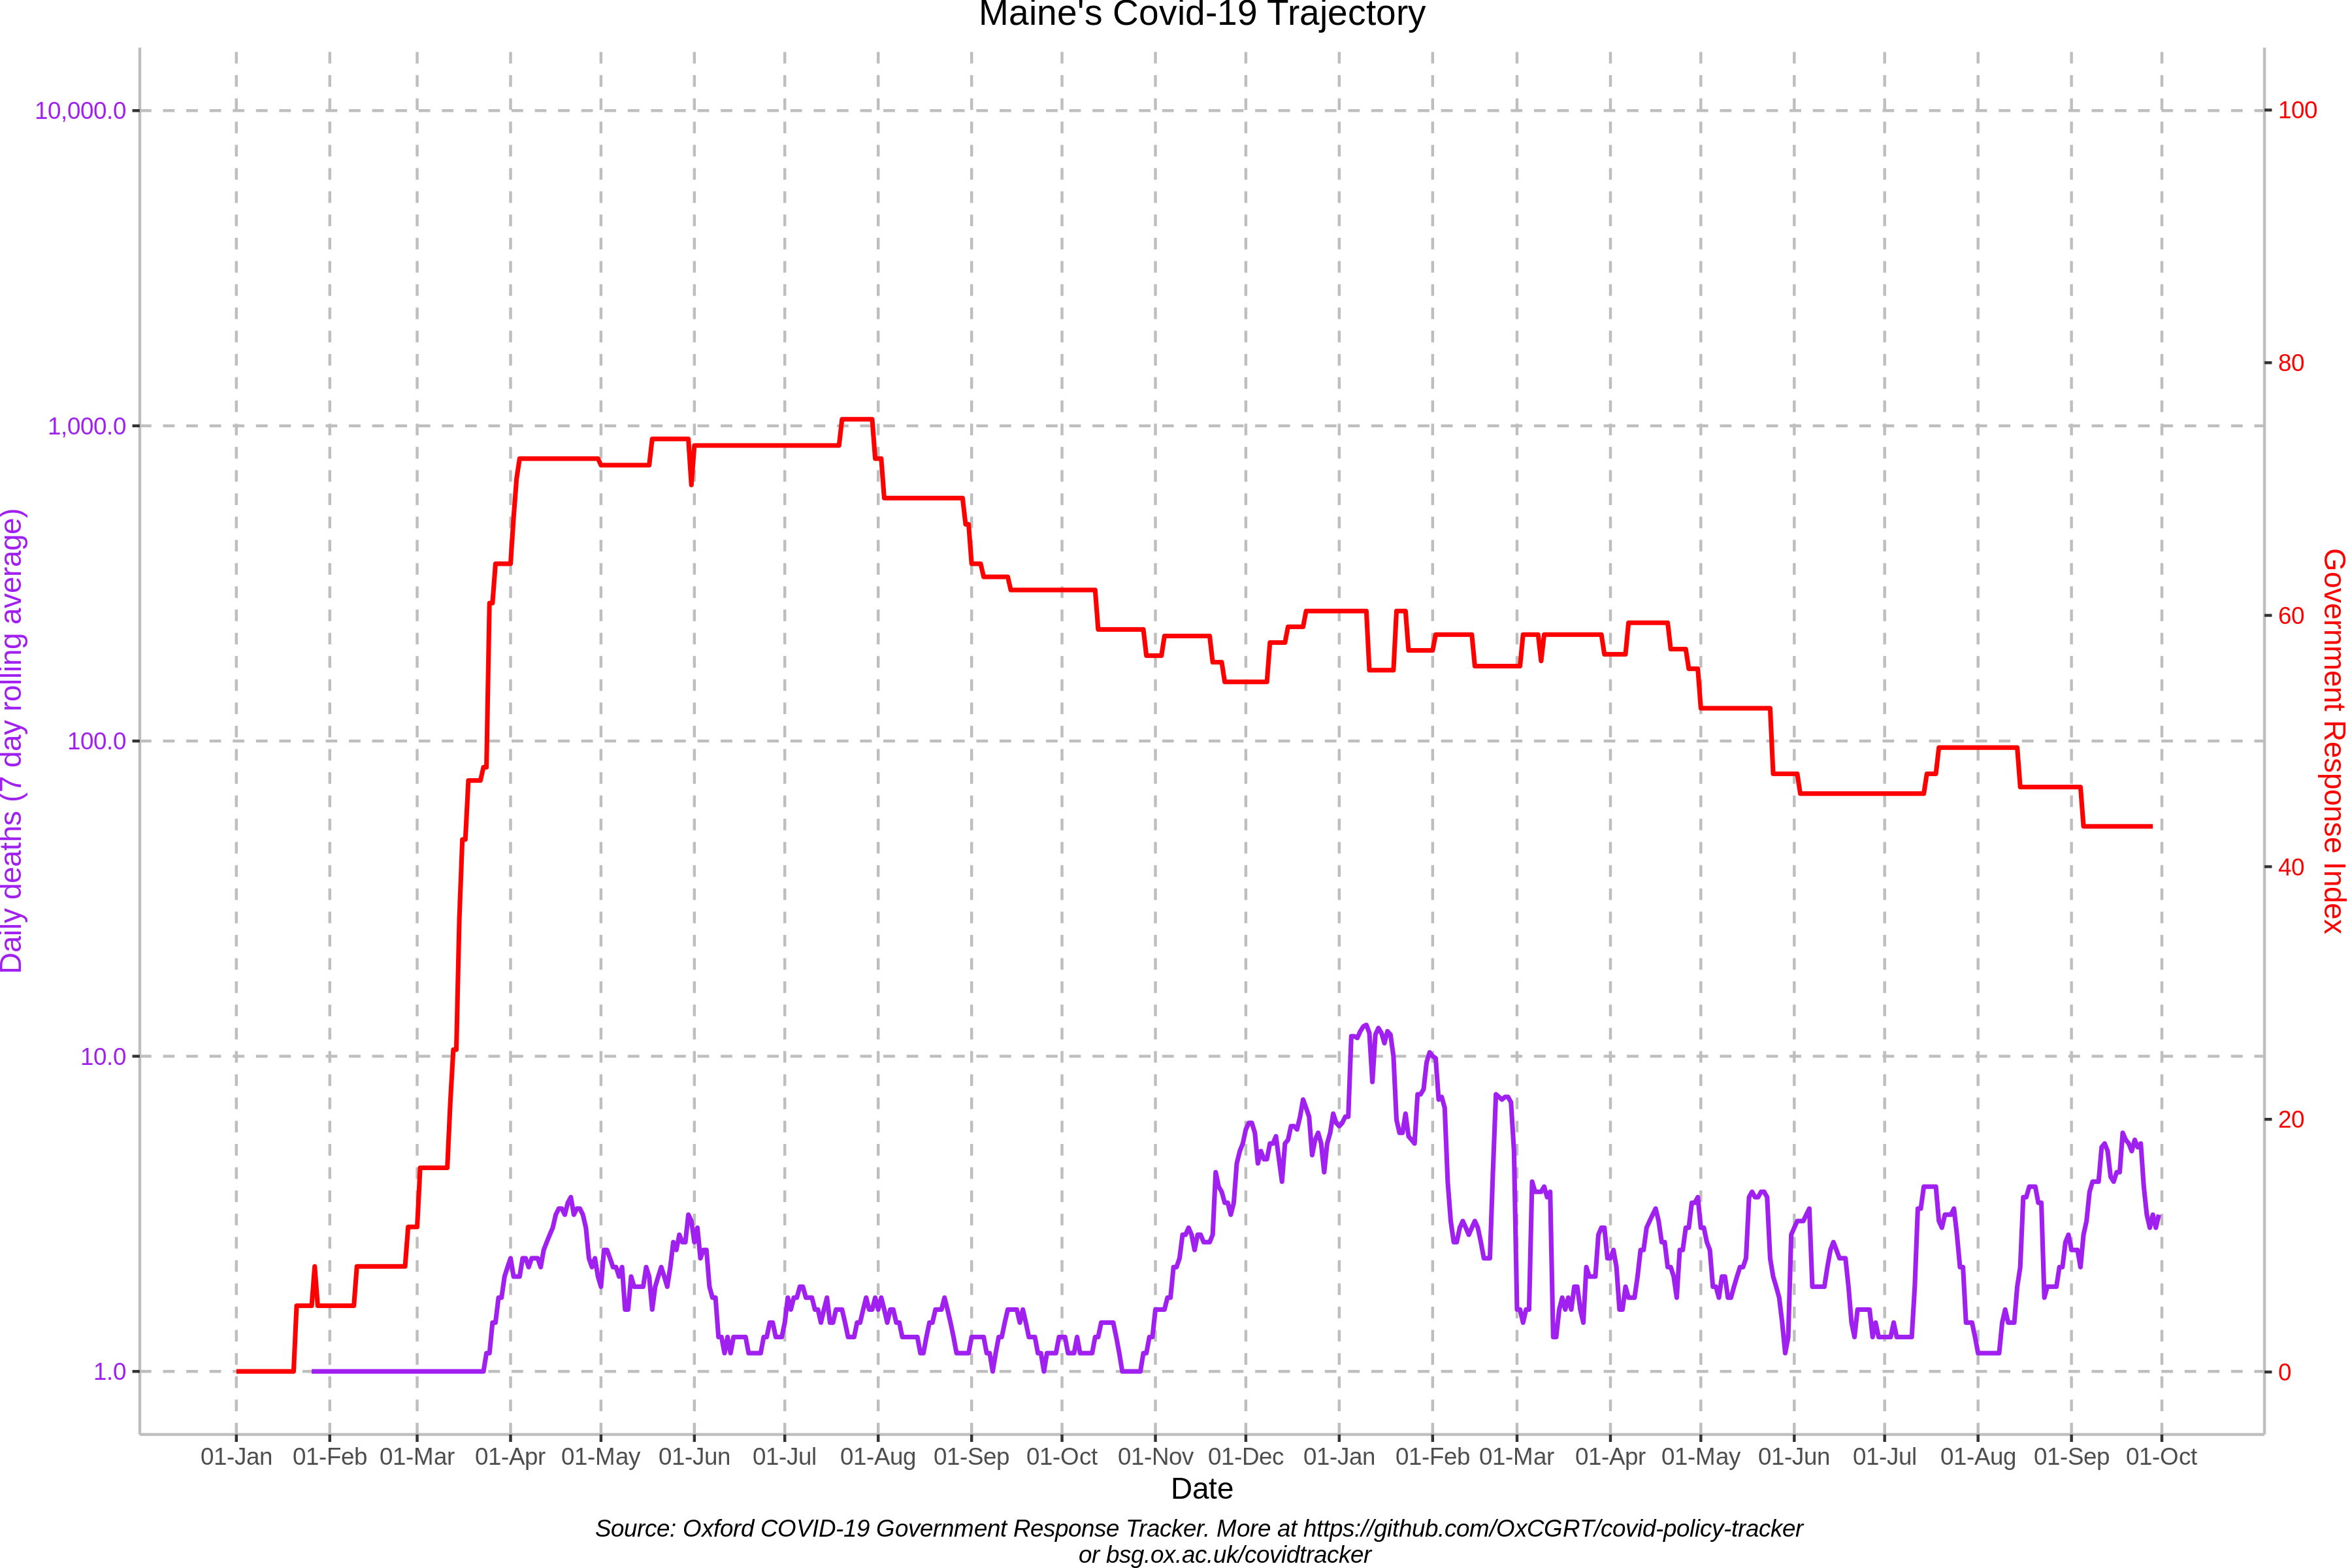 Maine's Covid-19 Trajectory
10,000.0
1,000.0
100.0
10.0
1.0
Daily deaths (7 day rolling average)
100
80
60
40
20
0
Government Response Index
01-Jan 01-Feb 01-Mar 01-Apr 01-May 01-Jun 01-Jul 01-Aug 01-Sep 01-Oct 01-Nov 01-Dec 01-Jan 01-Feb 01-Mar 01-Apr 01-May 01-Jun 01-Jul 01-Aug 01-Sep 01-Oct
Date
Source: Oxford COVID-19 Government Response Tracker. More at https://github.com/OxCGRT/covid-policy-tracker
or bsg.ox.ac.uk/covidtracker